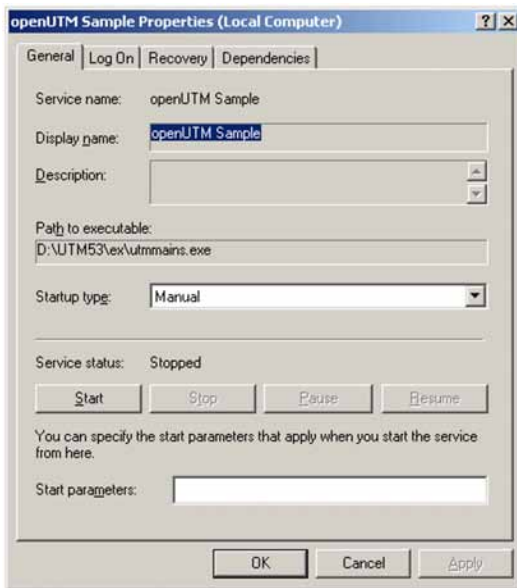 openUTM Sample Properties (Local Computer)
General Log On Recovery Dependencies
Service name: openUTM Sample
Display name: openUTM Sample
Description:
Path to executable:
D:\UTM53\ex\utmmains.exe
Startup type: Manual
Service status: Stopped
Start Stop Pause Resume
You can specify the start parameters that apply when you start the service
from here.
Start parameters:
OK Cancel Apply